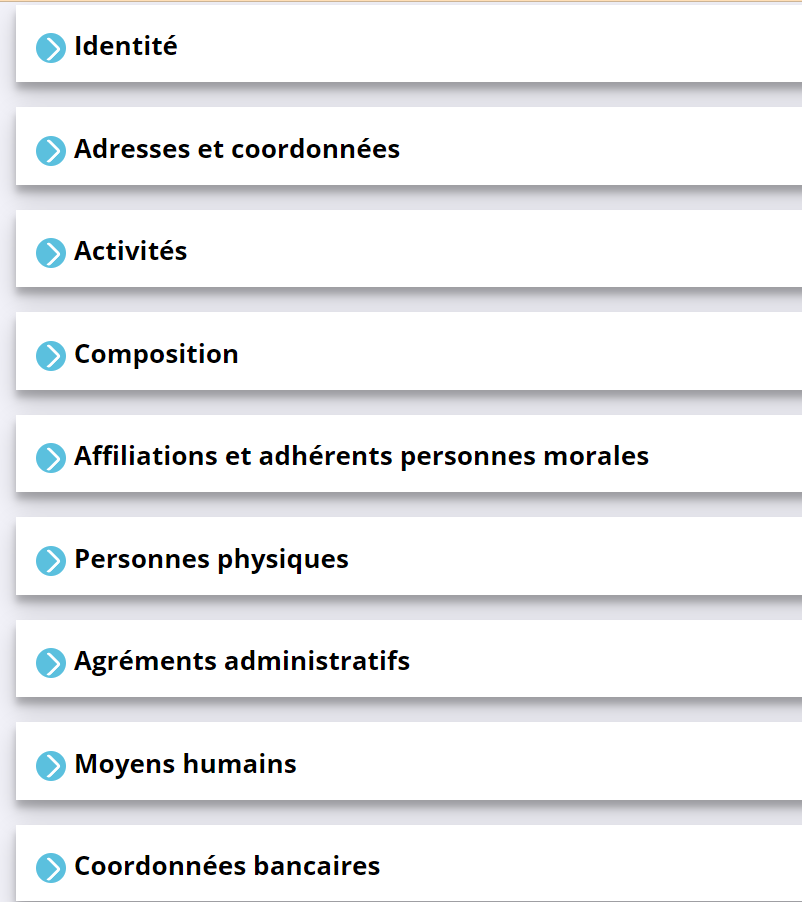 Identité
Adresses et coordonnées
Activités
Composition
Affiliations et adhérents personnes morales
Personnes physiques
Agréments administratifs
Moyens humains
Coordonnées bancaires